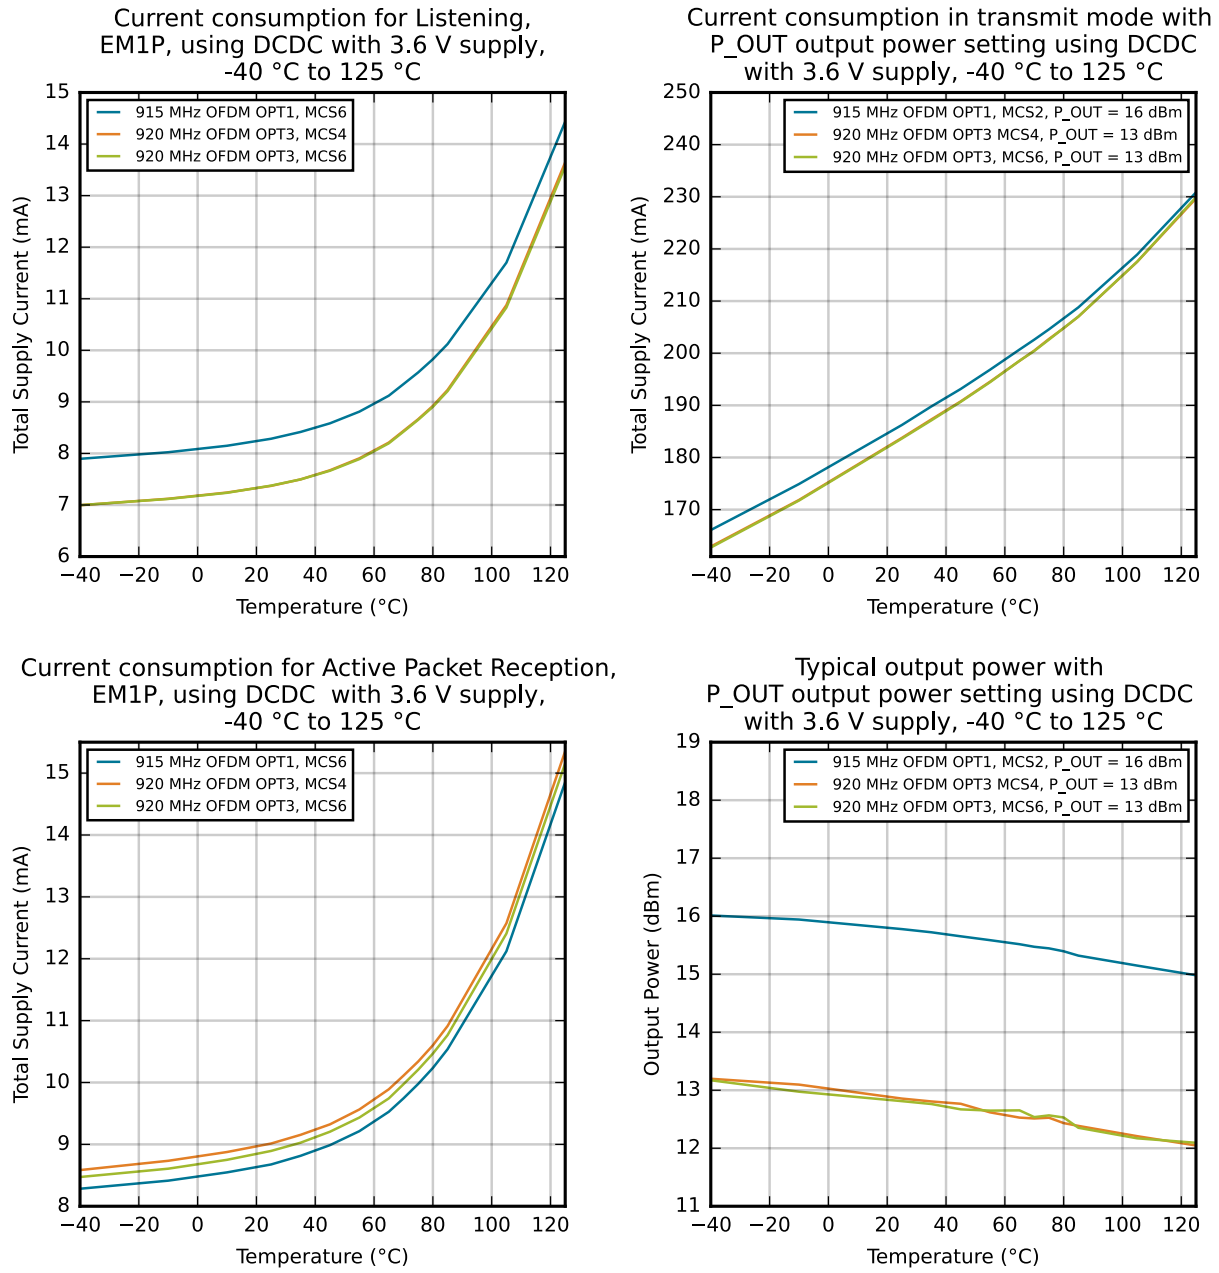 Current consumption for Listening,
EM1P, using DCDC with 3.6 V supply,
-40 °C to 125 °C
15
14
13
12
11
10
9
8
7
6
Total Supply Current (mA)
915 MHz OFDM OPT1, MCS6
920 MHz OFDM OPT3, MCS4
920 MHz OFDM OPT3, MCS6
−40 −20 0 20 40 60 80 100 120
Temperature (°C)
Current consumption in transmit mode with
P_OUT output power setting using DCDC
with 3.6 V supply, -40 °C to 125 °C
250
240
230
220
210
200
190
180
170
Total Supply Current (mA)
915 MHz OFDM OPT1, MCS2, P_OUT = 16 dBm
920 MHz OFDM OPT3 MCS4, P_OUT = 13 dBm
920 MHz OFDM OPT3, MCS6, P_OUT = 13 dBm
−40 −20 0 20 40 60 80 100 120
Temperature (°C)
Current consumption for Active Packet Reception,
EM1P, using DCDC with 3.6 V supply,
-40 °C to 125 °C
15
14
13
12
11
10
9
8
Total Supply Current (mA)
915 MHz OFDM OPT1, MCS6
920 MHz OFDM OPT3, MCS4
920 MHz OFDM OPT3, MCS6
−40 −20 0 20 40 60 80 100 120
Temperature (°C)
Typical output power with
P_OUT output power setting using DCDC
with 3.6 V supply, -40 °C to 125 °C
19
18
17
16
15
14
13
12
11
Output Power (dBm)
915 MHz OFDM OPT1, MCS2, P_OUT = 16 dBm
920 MHz OFDM OPT3 MCS4, P_OUT = 13 dBm
920 MHz OFDM OPT3, MCS6, P_OUT = 13 dBm
−40 −20 0 20 40 60 80 100 120
Temperature (°C)